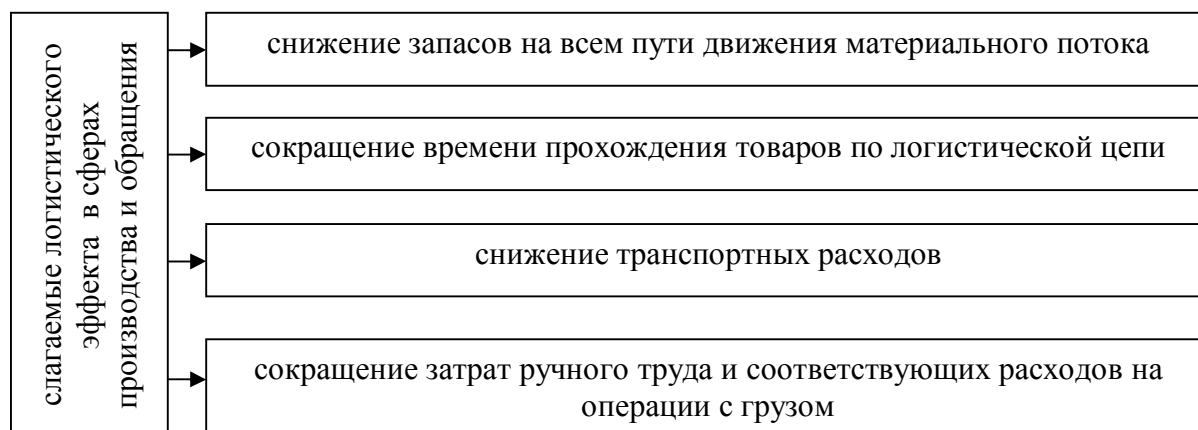 слагаемые логистического
эффекта в сферах
производства и обращения
снижение запасов на всем пути движения материального потока
сокращение времени прохождения товаров по логистической цепи
снижение транспортных расходов
сокращение затрат ручного труда и соответствующих расходов на
операции с грузом